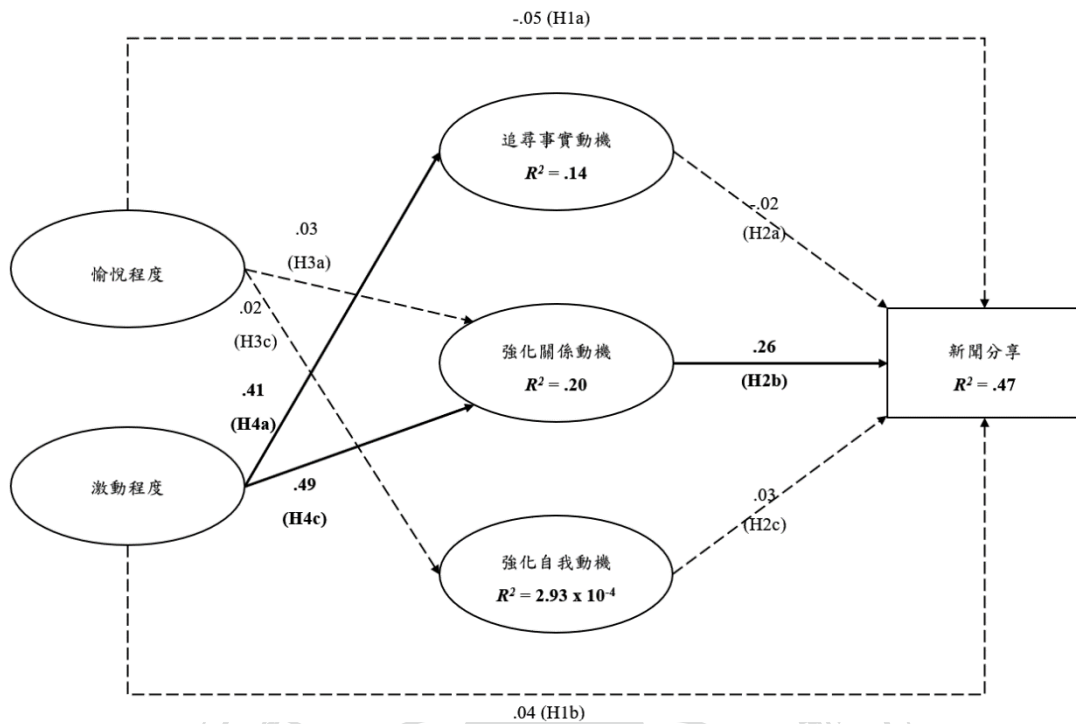 -.05 (H1a)
追尋事實動機
R² = .14
-.02
(H2a)
.03
(H3a)
愉悅程度
.02
(H3c)
強化關係動機
R² = .20
.26
(H2b)
新聞分享
R² = .47
.41
(H4a)
激動程度
.49
(H4c)
.03
(H2c)
強化自我動機
R² = 2.93 x 10⁻⁴
.04 (H1b)